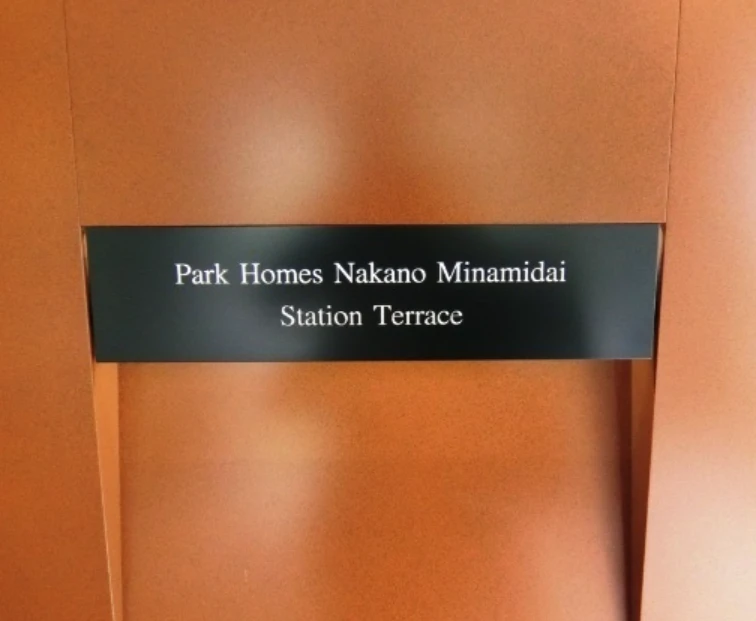 Park Homes Nakano Minamidai
Station Terrace